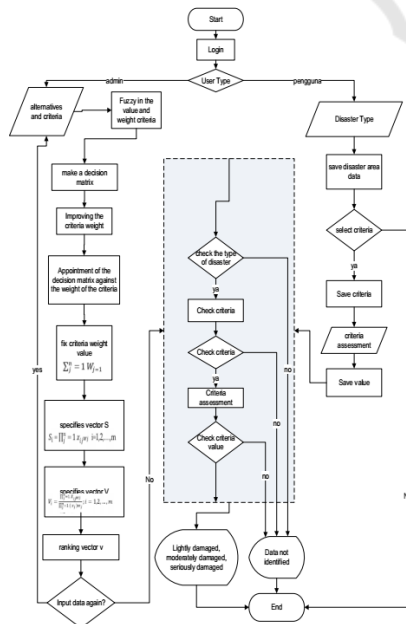 Start
Login
User Type
admin
pengguna
alternatives
and criteria
Fuzzy in the
value and
weight criteria
make a decision
matrix
Improving the
criteria weight
Appointment of the
decision matrix against
the weight of the criteria
fix criteria weight
value
specifies vector S
specifies vector V
ranking vector v
Input data again?
yes
No
check the type
of disaster
ya
Check criteria
Check criteria
ya
Criteria
assessment
Check criteria
value
no
no
no
Lightly damaged,
moderately damaged,
seriously damaged
Data not
identified
End
Disaster Type
save disaster area
data
select criteria
ya
Save criteria
criteria
assessment
Save value